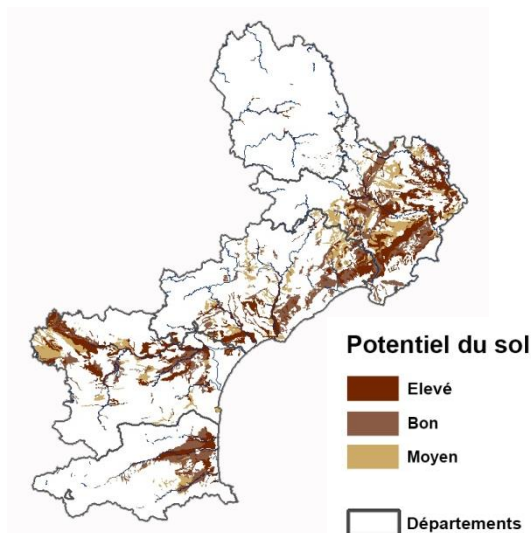 Potentiel du sol
Elevé
Bon
Moyen
Départements